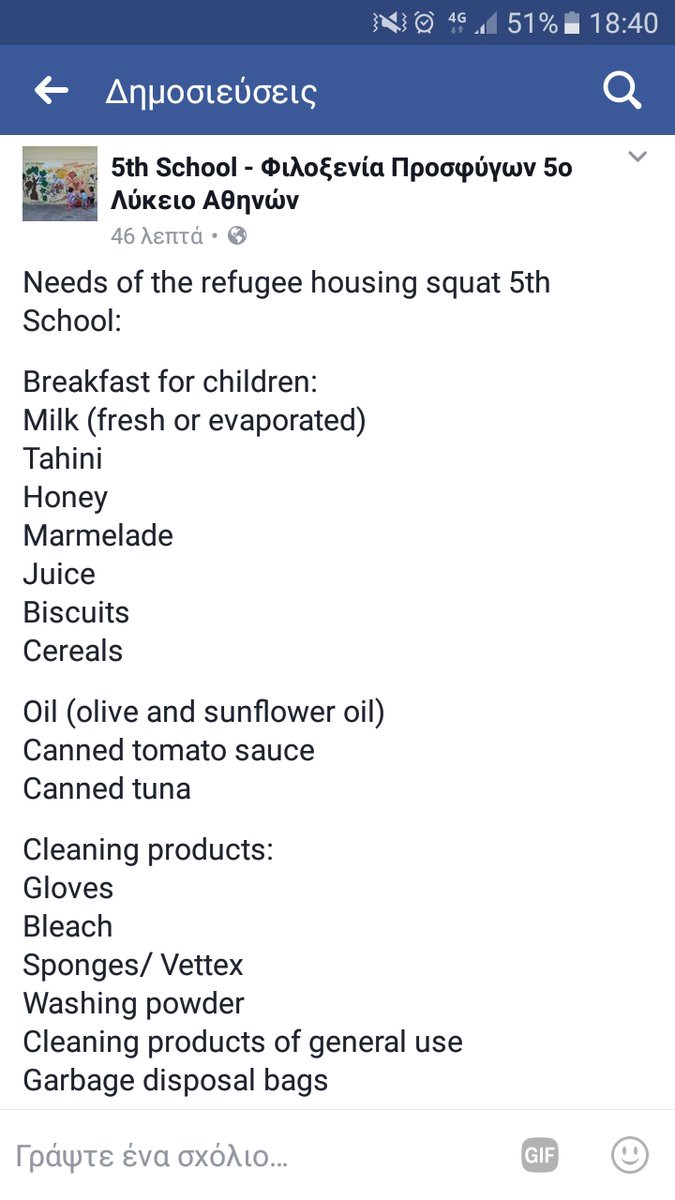 4G 51% 18:40
Δημοσιεύσεις
5th School - Φιλοξενία Προσφύγων 5ο
Λύκειο Αθηνών
46 λεπτά •
Needs of the refugee housing squat 5th
School:
Breakfast for children:
Milk (fresh or evaporated)
Tahini
Honey
Marmelade
Juice
Biscuits
Cereals
Oil (olive and sunflower oil)
Canned tomato sauce
Canned tuna
Cleaning products:
Gloves
Bleach
Sponges/ Vettex
Washing powder
Cleaning products of general use
Garbage disposal bags
Γράψτε ένα σχόλιο...
GIF